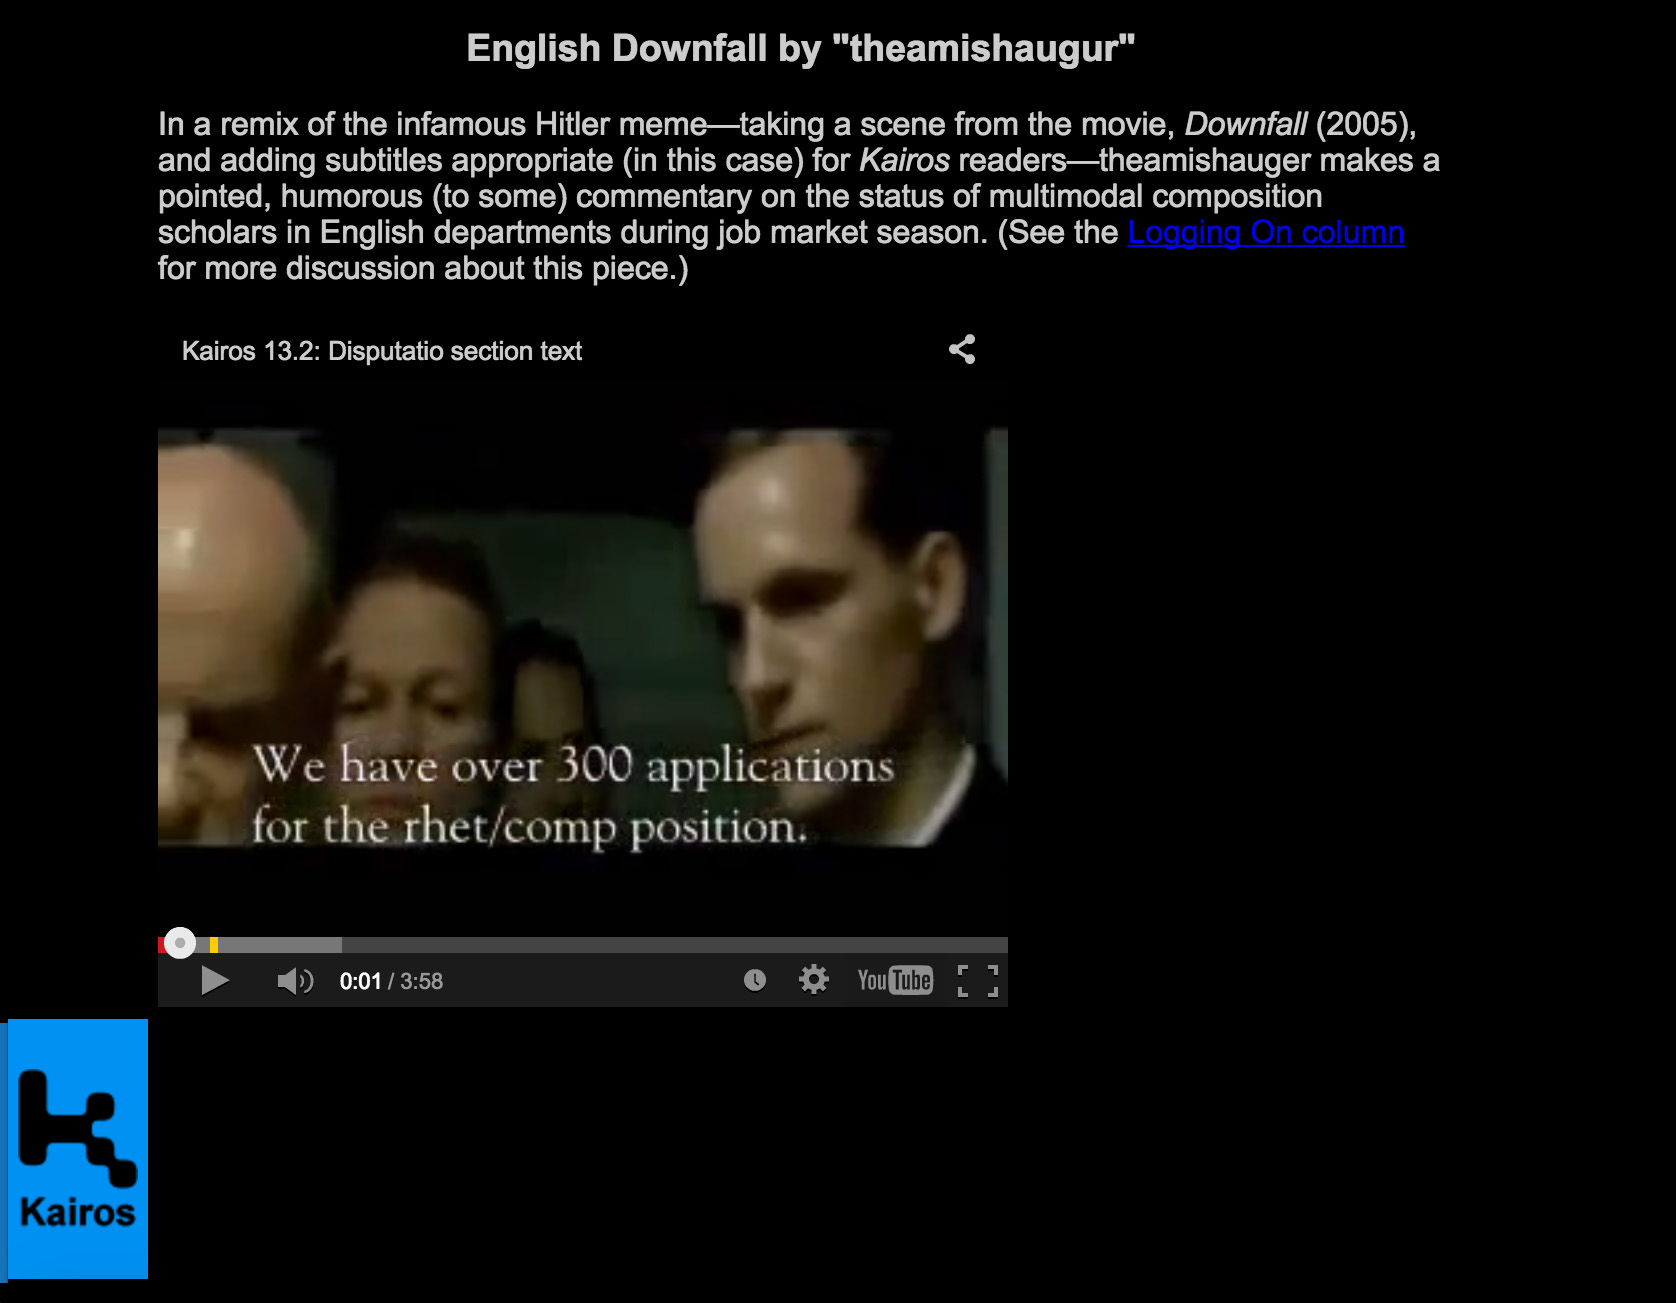 English Downfall by "theamishaugur"
In a remix of the infamous Hitler meme—taking a scene from the movie, Downfall (2005),
and adding subtitles appropriate (in this case) for Kairos readers—theamishauger makes a
pointed, humorous (to some) commentary on the status of multimodal composition
scholars in English departments during job market season. (See the Logging On column
for more discussion about this piece.)
Kairos 13.2: Disputatio section text
We have over 300 applications
for the rhet/comp position.
0:01 / 3:58
YouTube
Kairos